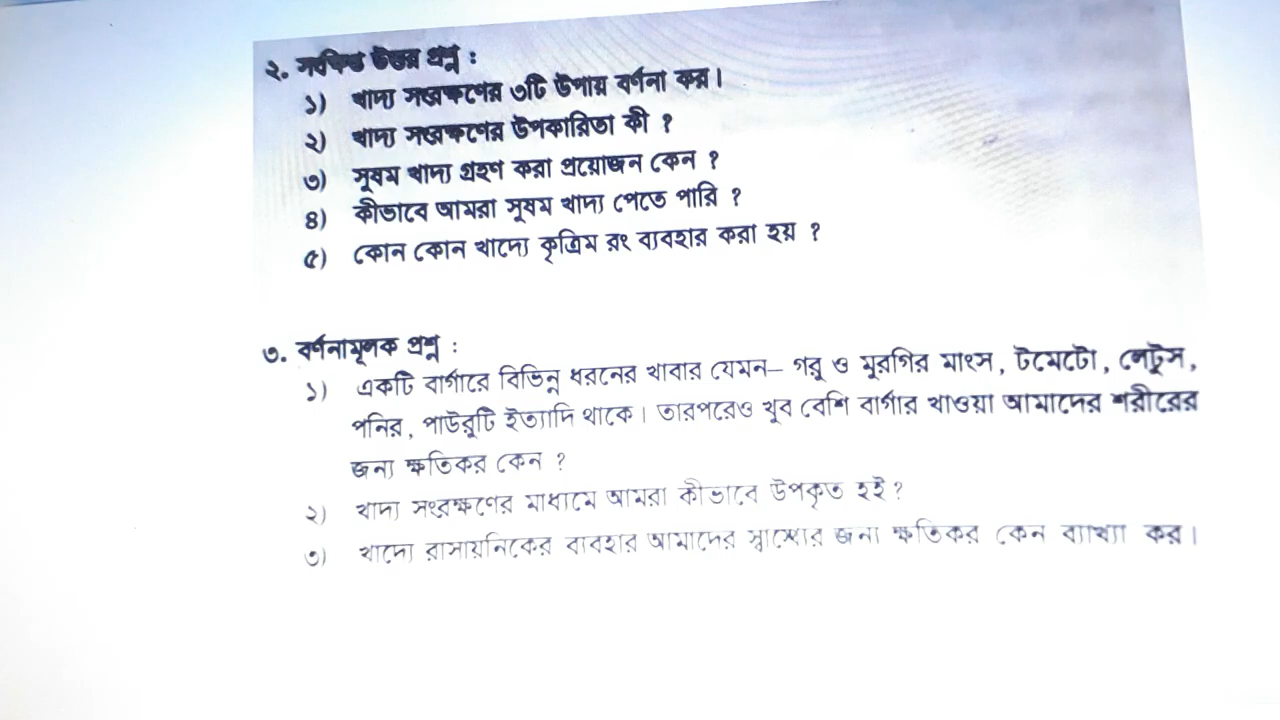 ২. সংক্ষিপ্ত উত্তর প্রশ্ন :
১) খাদ্য সংরক্ষণের ৩টি উপায় বর্ণনা কর।
২) খাদ্য সংরক্ষণের উপকারিতা কী ?
৩) সুষম খাদ্য গ্রহণ করা প্রয়োজন কেন ?
৪) কীভাবে আমরা সুষম খাদ্য পেতে পারি ?
৫) কোন কোন খাদ্যে কৃত্রিম রং ব্যবহার করা হয় ?
৩. বর্ণনামূলক প্রশ্ন :
১) একটি বার্গারে বিভিন্ন ধরনের খাবার যেমন– গরু ও মুরগির মাংস, টমেটো, লেটুস,
পনির, পাউরুটি ইত্যাদি থাকে। তারপরেও খুব বেশি বার্গার খাওয়া আমাদের শরীরের
জন্য ক্ষতিকর কেন ?
২) খাদ্য সংরক্ষণের মাধ্যমে আমরা কীভাবে উপকৃত হই ?
৩) খাদ্যে রাসায়নিকের ব্যবহার আমাদের স্বাস্থ্যের জন্য ক্ষতিকর কেন ব্যাখ্যা কর।